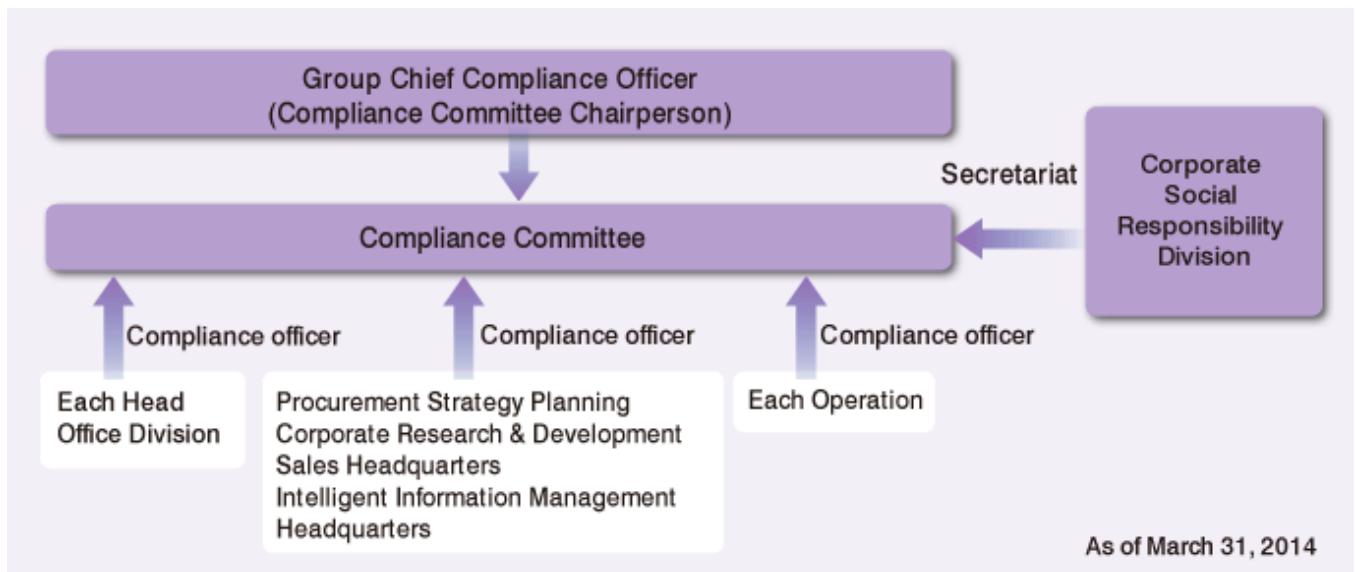 Group Chief Compliance Officer
(Compliance Committee Chairperson)
Secretariat
Corporate
Social
Responsibility
Division
Compliance Committee
Compliance officer
Compliance officer
Compliance officer
Each Head
Office Division
Procurement Strategy Planning
Corporate Research & Development
Sales Headquarters
Intelligent Information Management
Headquarters
Each Operation
As of March 31, 2014